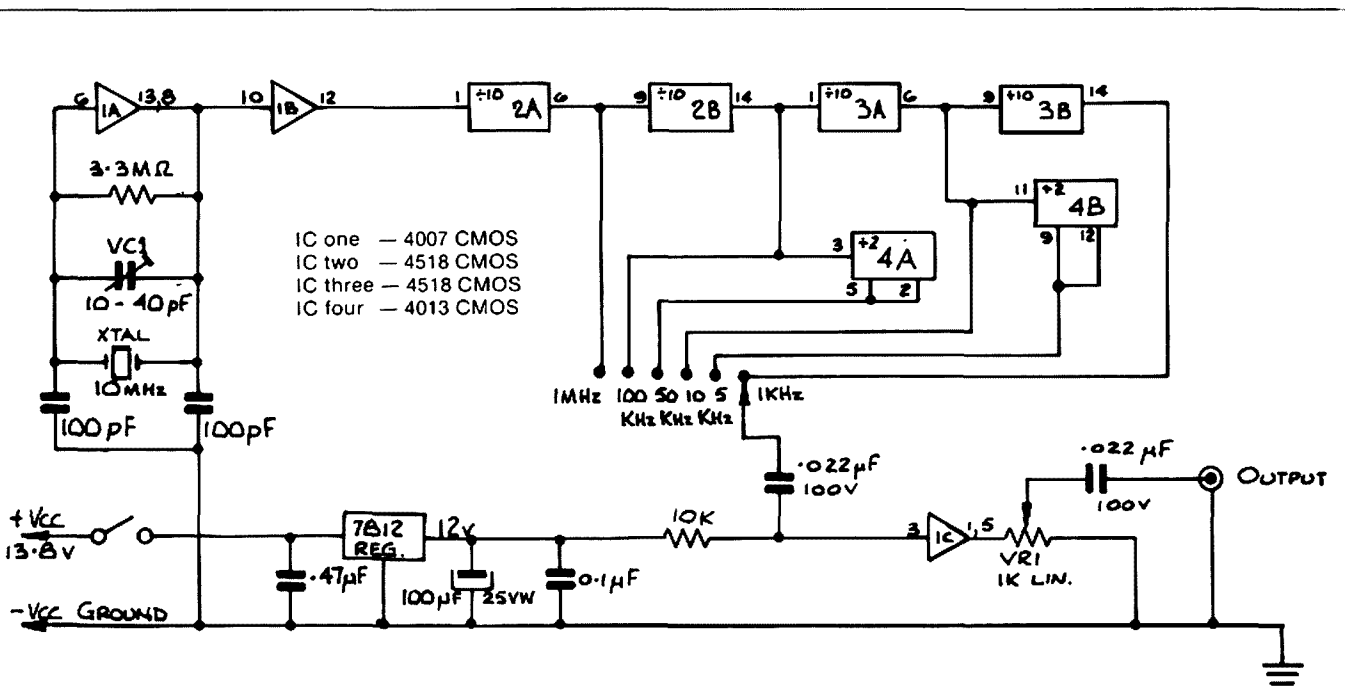 6 1A 13,8 10 1B 12 1 ÷10 2A 6 9 ÷10 2B 14 1 ÷10 3A 6 9 ÷10 3B 14
3.3MΩ
11 ÷2 4B
9 12
VC1
10-40pF
IC one — 4007 CMOS
IC two — 4518 CMOS
IC three — 4518 CMOS
IC four — 4013 CMOS
3 ÷2 4A
5 2
XTAL
10MHz
100pF 100pF
1MHz 100 50 10 5 1KHz
KHz KHz KHz
.022µF
100V
.022µF
100V
OUTPUT
+Vcc
13.8V
7812
REG.
12v
10K
3 1C 1,5
VR1
1K LIN.
.47µF
100µF 25VW
0.1µF
-Vcc GROUND